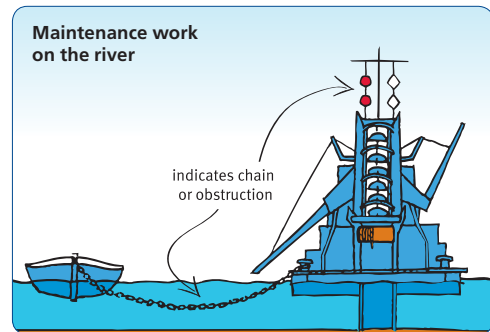 Maintenance work
on the river
indicates chain
or obstruction